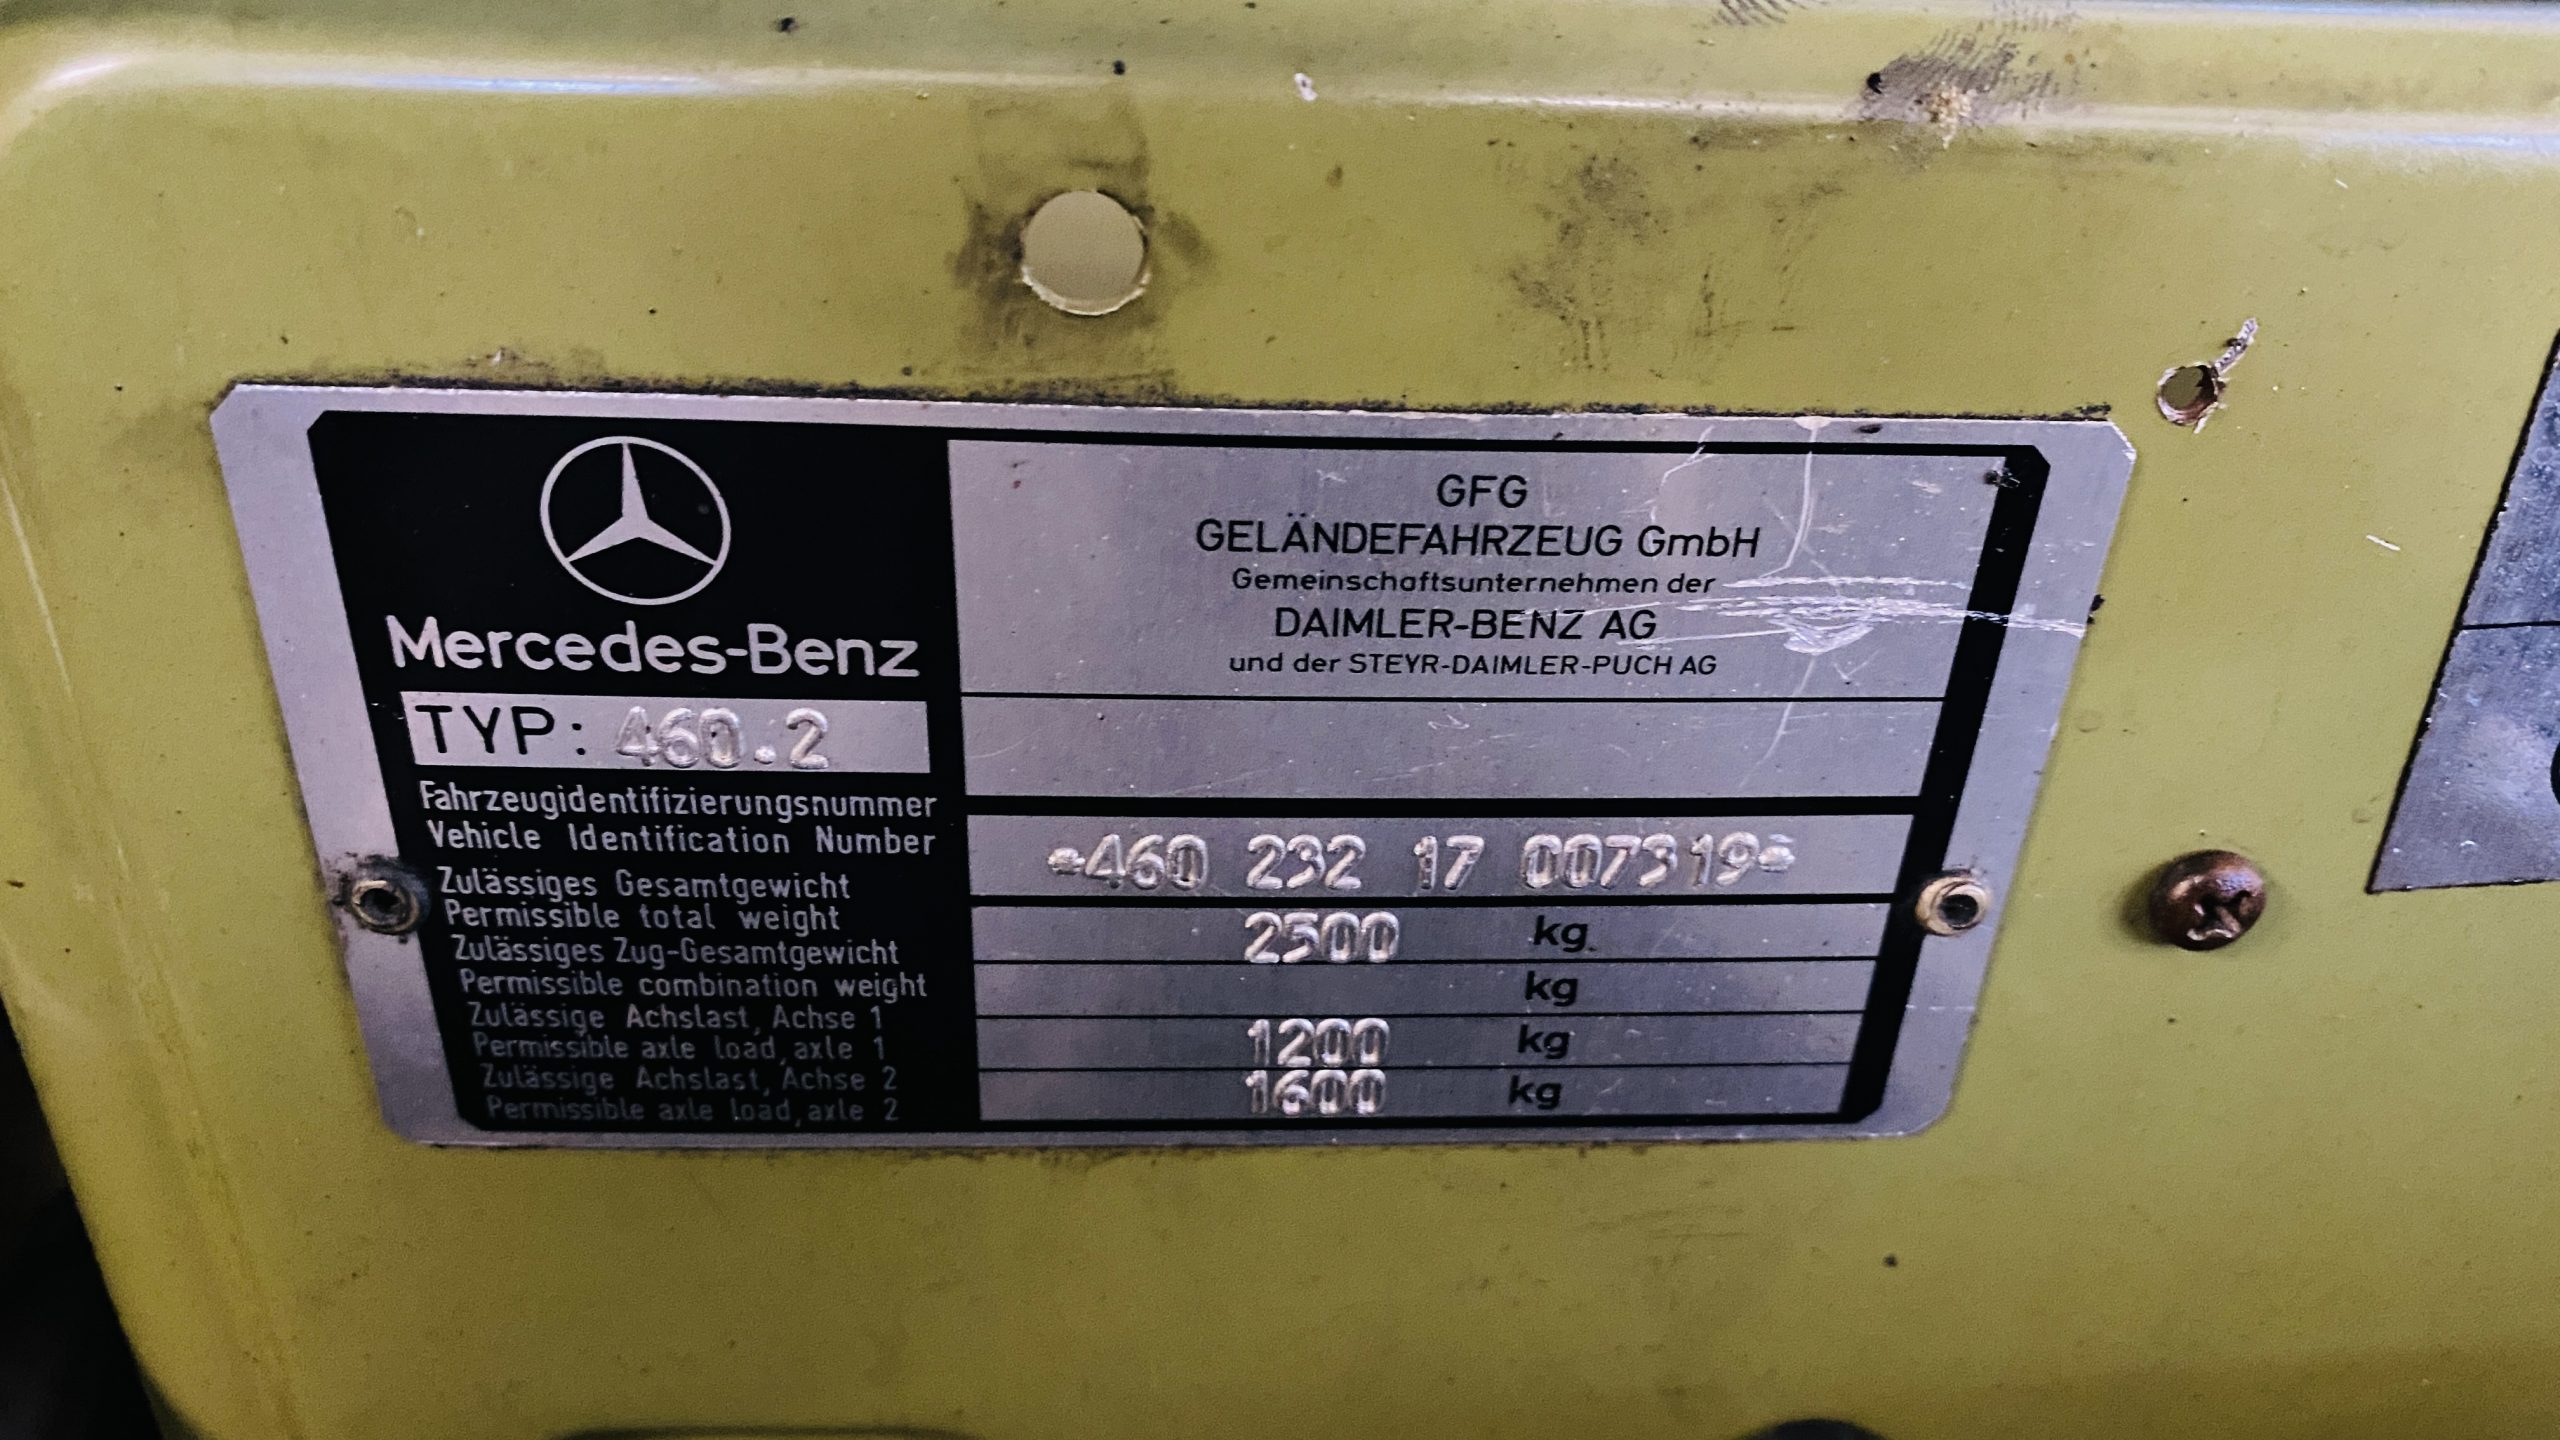 Mercedes-Benz
TYP: 460.2
GFG
GELÄNDEFAHRZEUG GmbH
Gemeinschaftsunternehmen der
DAIMLER-BENZ AG
und der STEYR-DAIMLER-PUCH AG
Fahrzeugidentifizierungsnummer
Vehicle Identification Number
*460 232 17 007319*
Zulässiges Gesamtgewicht
Permissible total weight
2500 kg
Zulässiges Zug-Gesamtgewicht
Permissible combination weight
kg
Zulässige Achslast, Achse 1
Permissible axle load, axle 1
1200 kg
Zulässige Achslast, Achse 2
Permissible axle load, axle 2
1600 kg